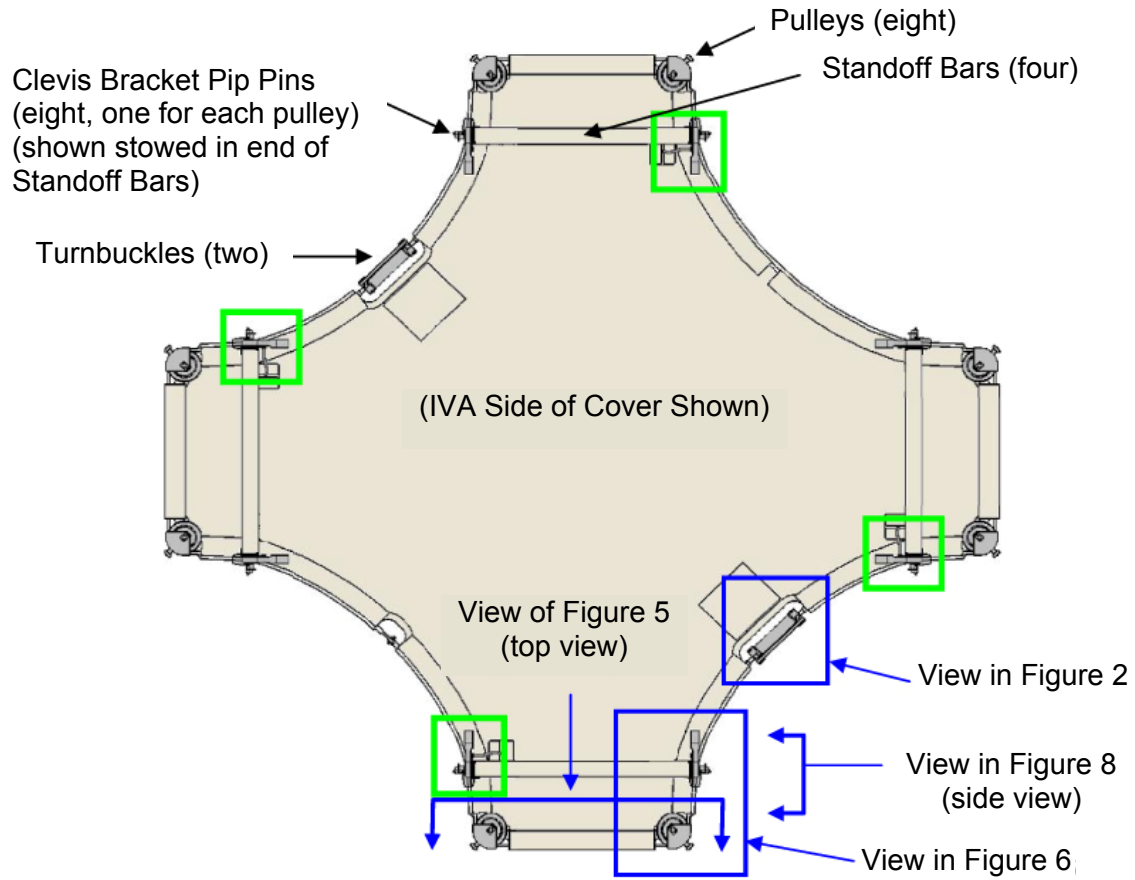 Pulleys (eight)
Standoff Bars (four)
Clevis Bracket Pip Pins
(eight, one for each pulley)
(shown stowed in end of
Standoff Bars)
Turnbuckles (two)
(IVA Side of Cover Shown)
View of Figure 5
(top view)
View in Figure 2
View in Figure 8
(side view)
View in Figure 6